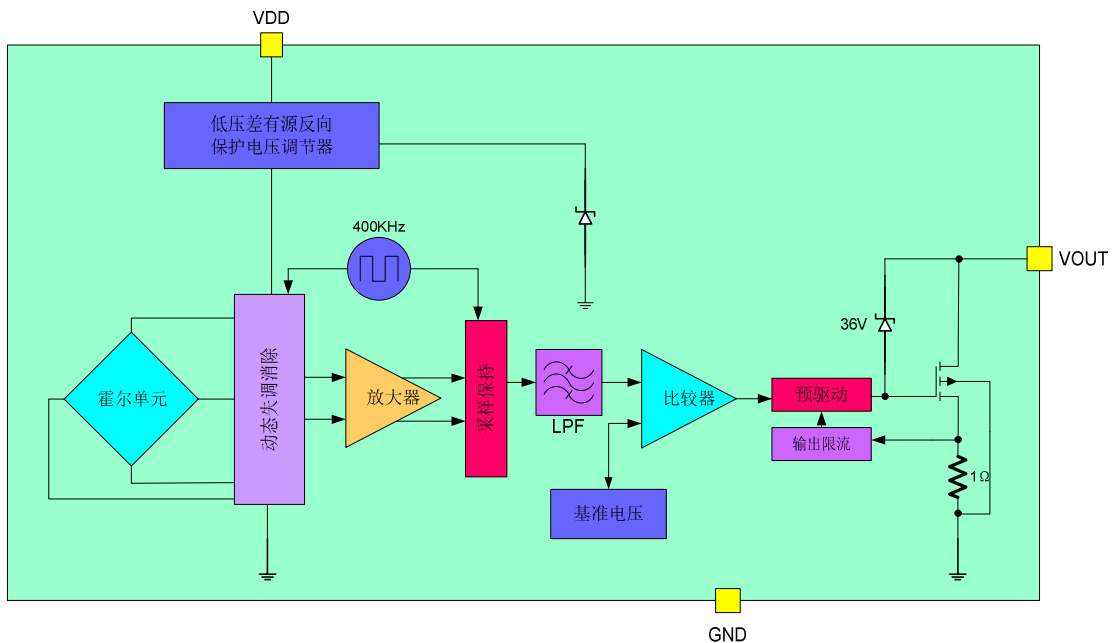 VDD
低压差有源反向
保护电压调节器
400KHz
VOUT
36V
霍尔单元
动态失调消除
放大器
采样保持
LPF
比较器
预驱动
输出限流
1Ω
基准电压
GND